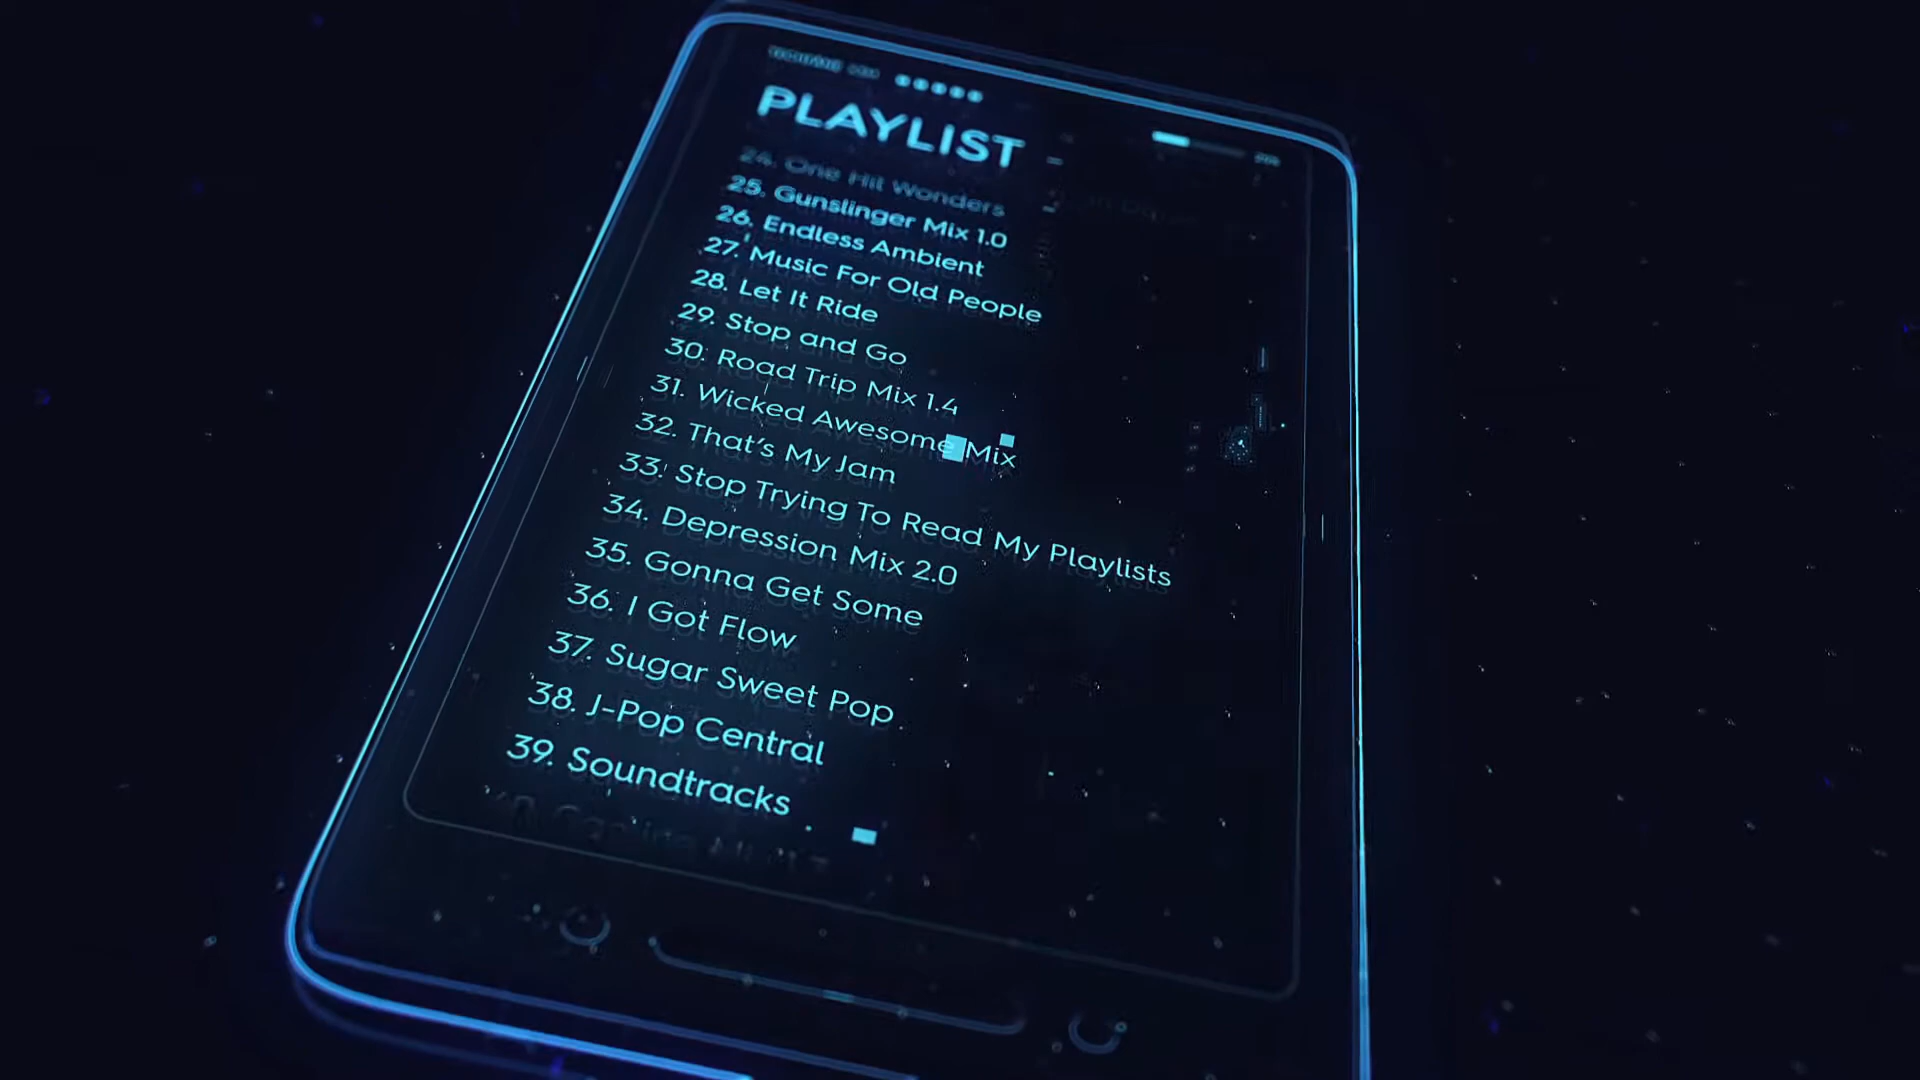 PLAYLIST
24. One Hit Wonders
25. Gunslinger Mix 1.0
26. Endless Ambient
27. Music For Old People
28. Let It Ride
29. Stop and Go
30. Road Trip Mix 1.4
31. Wicked Awesome Mix
32. That's My Jam
33. Stop Trying To Read My Playlists
34. Depression Mix 2.0
35. Gonna Get Some
36. I Got Flow
37. Sugar Sweet Pop
38. J-Pop Central
39. Soundtracks